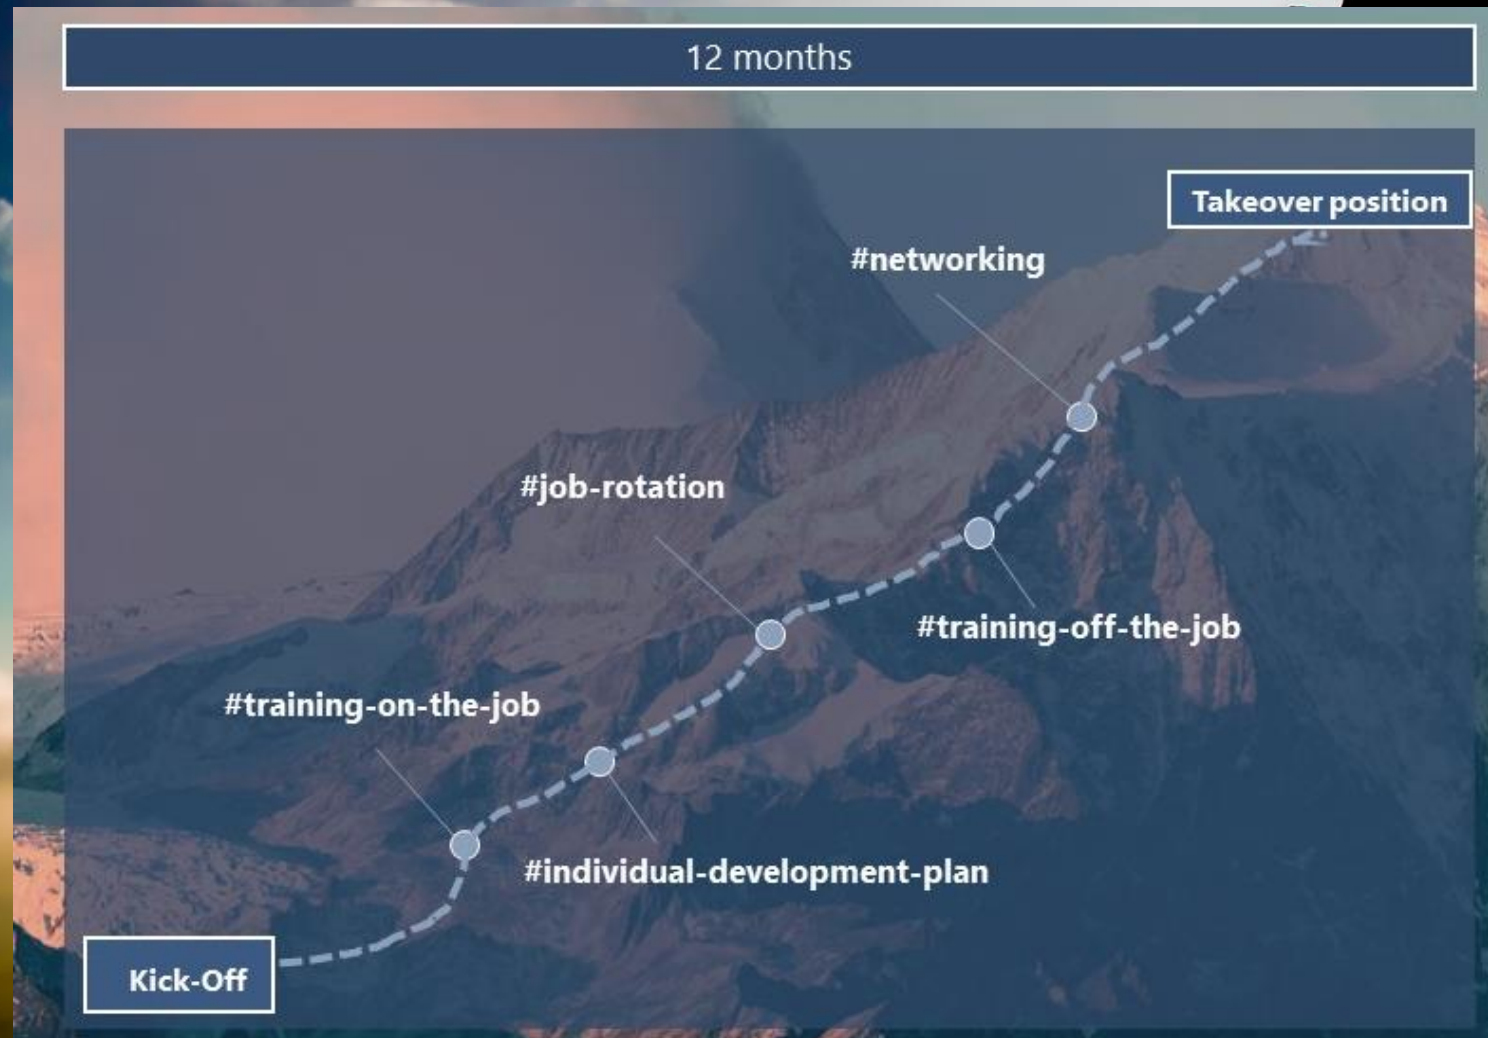 12 months
Takeover position
#networking
#job-rotation
#training-off-the-job
#training-on-the-job
#individual-development-plan
Kick-Off